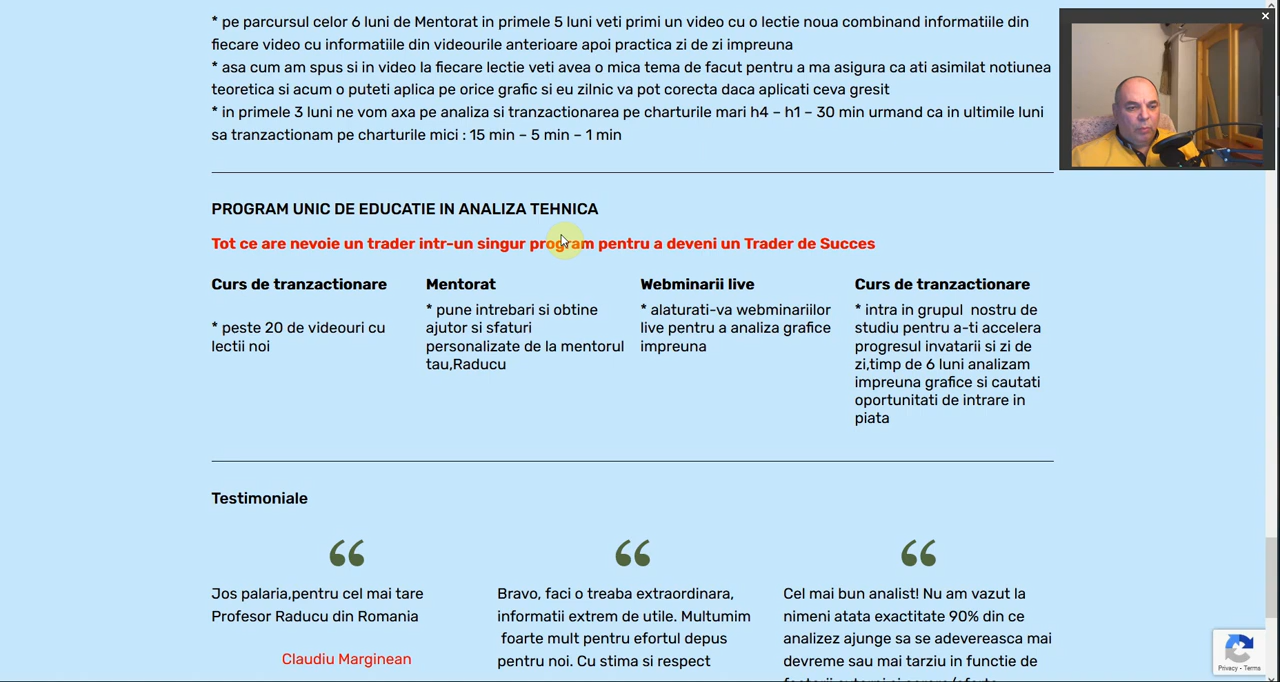 * pe parcursul celor 6 luni de Mentorat in primele 5 luni veti primi un video cu o lectie noua combinand informatiile din
fiecare video cu informatiile din videourile anterioare apoi practica zi de zi impreuna
* asa cum am spus si in video la fiecare lectie veti avea o mica tema de facut pentru a ma asigura ca ati asimilat notiunea
teoretica si acum o puteti aplica pe orice grafic si eu zilnic va pot corecta daca aplicati ceva gresit
* in primele 3 luni ne vom axa pe analiza si tranzactionarea pe charturile mari h4 – h1 – 30 min urmand ca in ultimile luni
sa tranzactionam pe charturile mici : 15 min – 5 min – 1 min
PROGRAM UNIC DE EDUCATIE IN ANALIZA TEHNICA
Tot ce are nevoie un trader intr-un singur program pentru a deveni un Trader de Succes
Curs de tranzactionare
* peste 20 de videouri cu
lectii noi
Mentorat
* pune intrebari si obtine
ajutor si sfaturi
personalizate de la mentorul
tau,Raducu
Webminarii live
* alaturati-va webminariilor
live pentru a analiza grafice
impreuna
Curs de tranzactionare
* intra in grupul  nostru de
studiu pentru a-ti accelera
progresul invatarii si zi de
zi,timp de 6 luni analizam
impreuna grafice si cautati
oportunitati de intrare in
piata
Testimoniale
Jos palaria,pentru cel mai tare
Profesor Raducu din Romania
Claudiu Marginean
Bravo, faci o treaba extraordinara,
informatii extrem de utile. Multumim
foarte mult pentru efortul depus
pentru noi. Cu stima si respect
Cel mai bun analist! Nu am vazut la
nimeni atata exactitate 90% din ce
analizez ajunge sa se adevereasca mai
devreme sau mai tarziu in functie de
Privacy - Terms